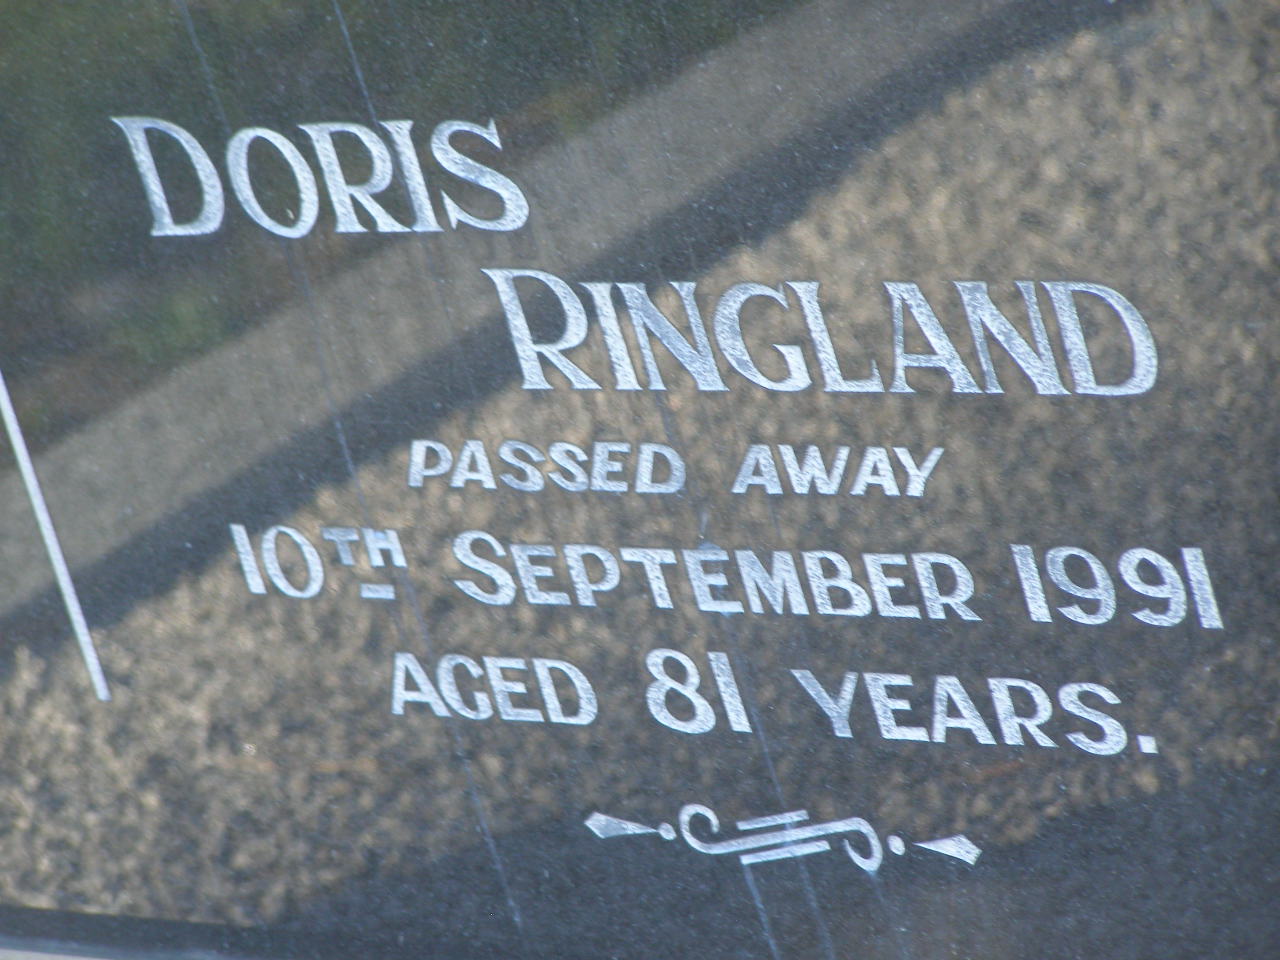 DORIS
RINGLAND
PASSED AWAY
10TH SEPTEMBER 1991
AGED 81 YEARS.